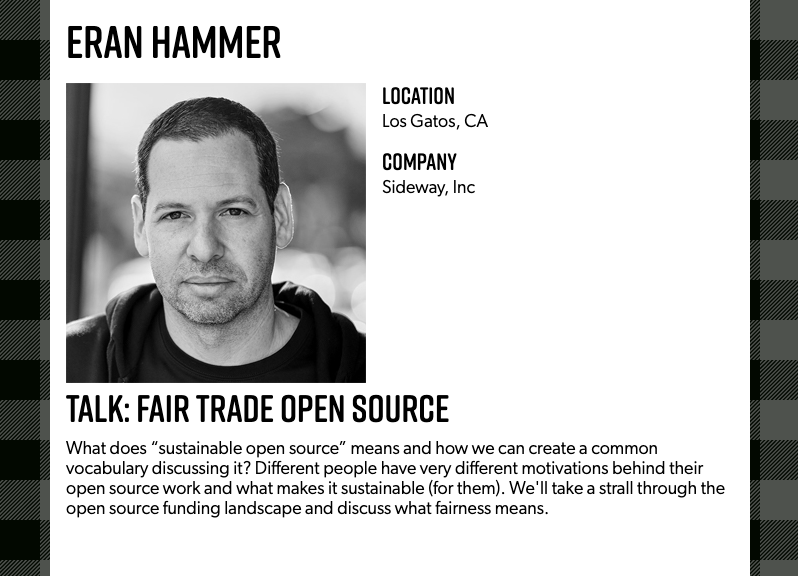 ERAN HAMMER
LOCATION
Los Gatos, CA
COMPANY
Sideway, Inc
TALK: FAIR TRADE OPEN SOURCE
What does “sustainable open source” means and how we can create a common
vocabulary discussing it? Different people have very different motivations behind their
open source work and what makes it sustainable (for them). We'll take a strall through the
open source funding landscape and discuss what fairness means.